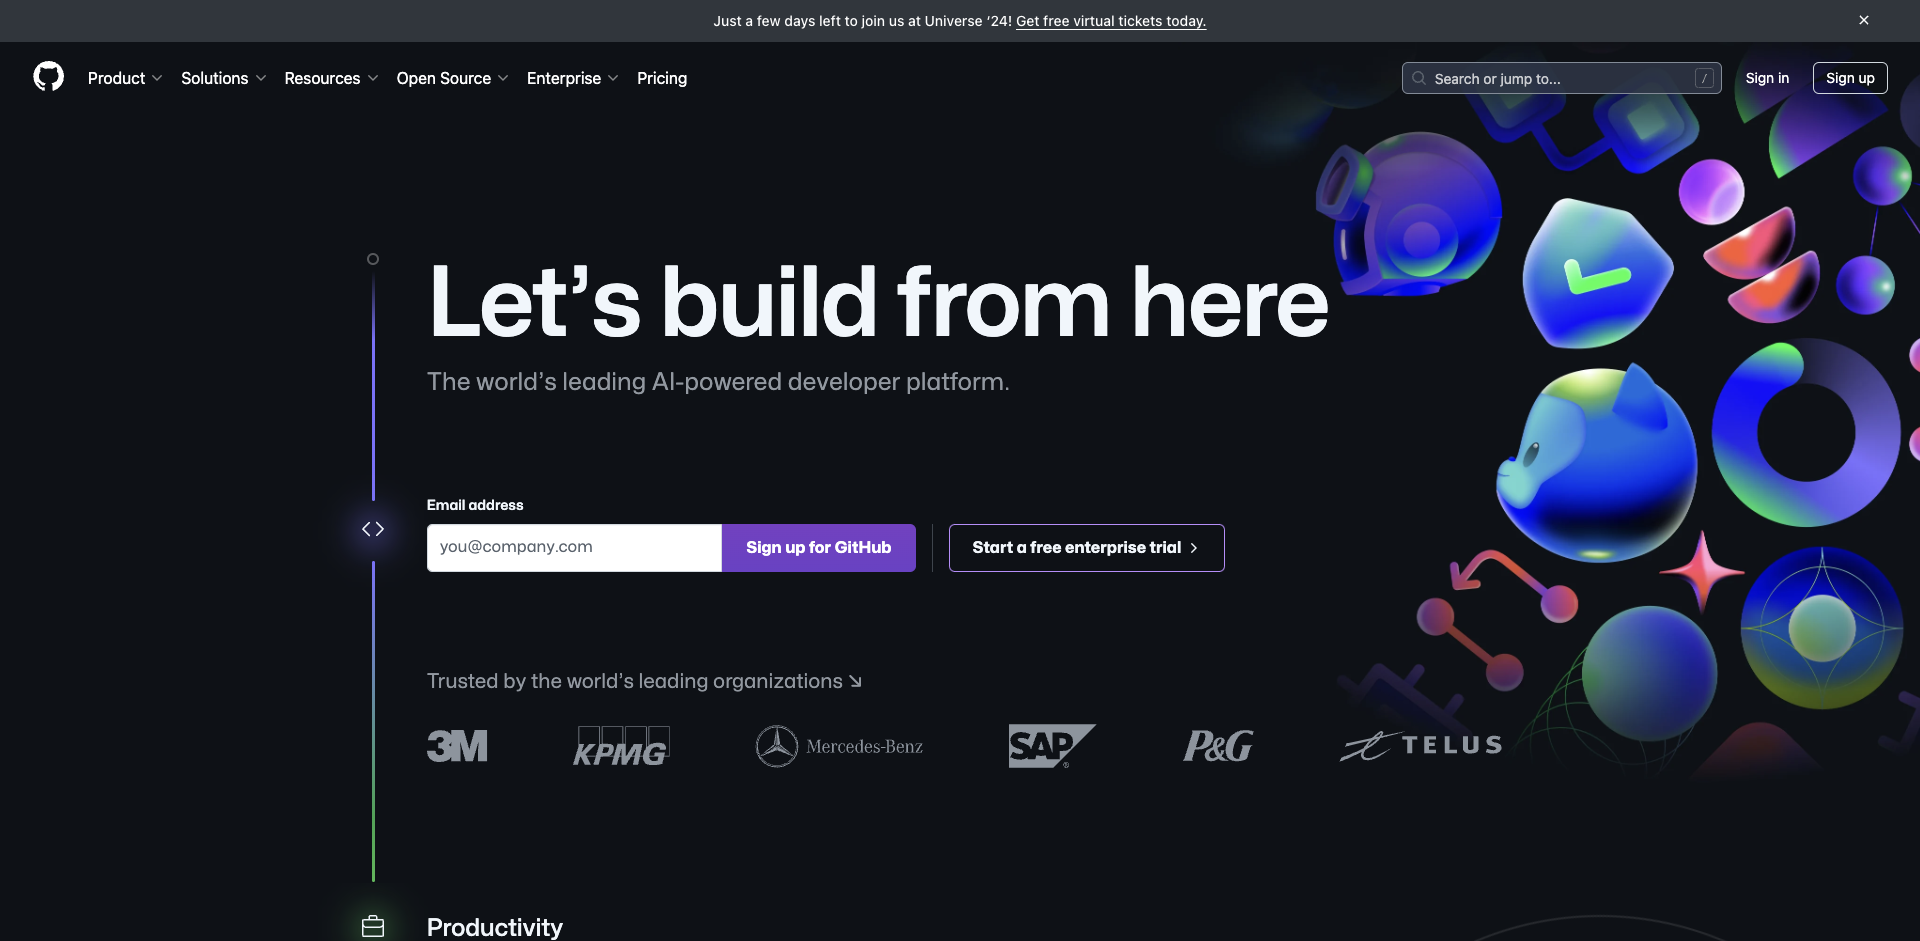 Just a few days left to join us at Universe ‘24! Get free virtual tickets today.
Product Solutions Resources Open Source Enterprise Pricing
Search or jump to... /
Sign in
Sign up
Let’s build from here
The world’s leading AI-powered developer platform.
Email address
you@company.com
Sign up for GitHub
Start a free enterprise trial
Trusted by the world’s leading organizations
3M KPMG Mercedes-Benz SAP ® P&G TELUS
Productivity